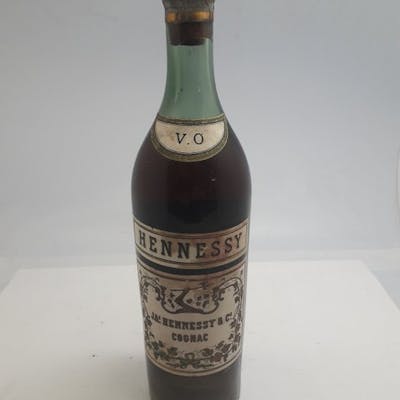 V.O
HENNESSY
JAS HENNESSY & Co
COGNAC